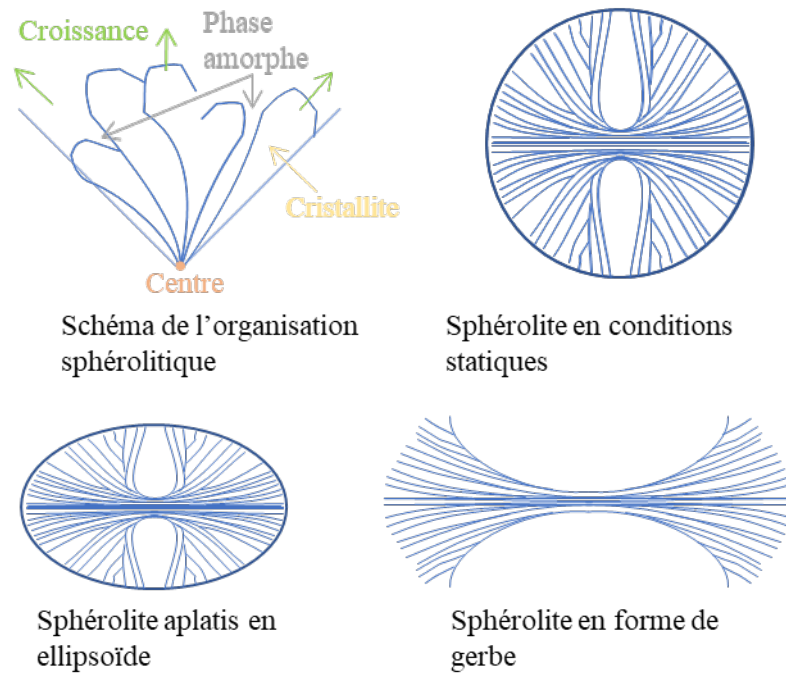 Croissance
Phase
amorphe
Cristallite
Centre
Schéma de l’organisation
sphérolitique
Sphérolite en conditions
statiques
Sphérolite aplatis en
ellipsoïde
Sphérolite en forme de
gerbe